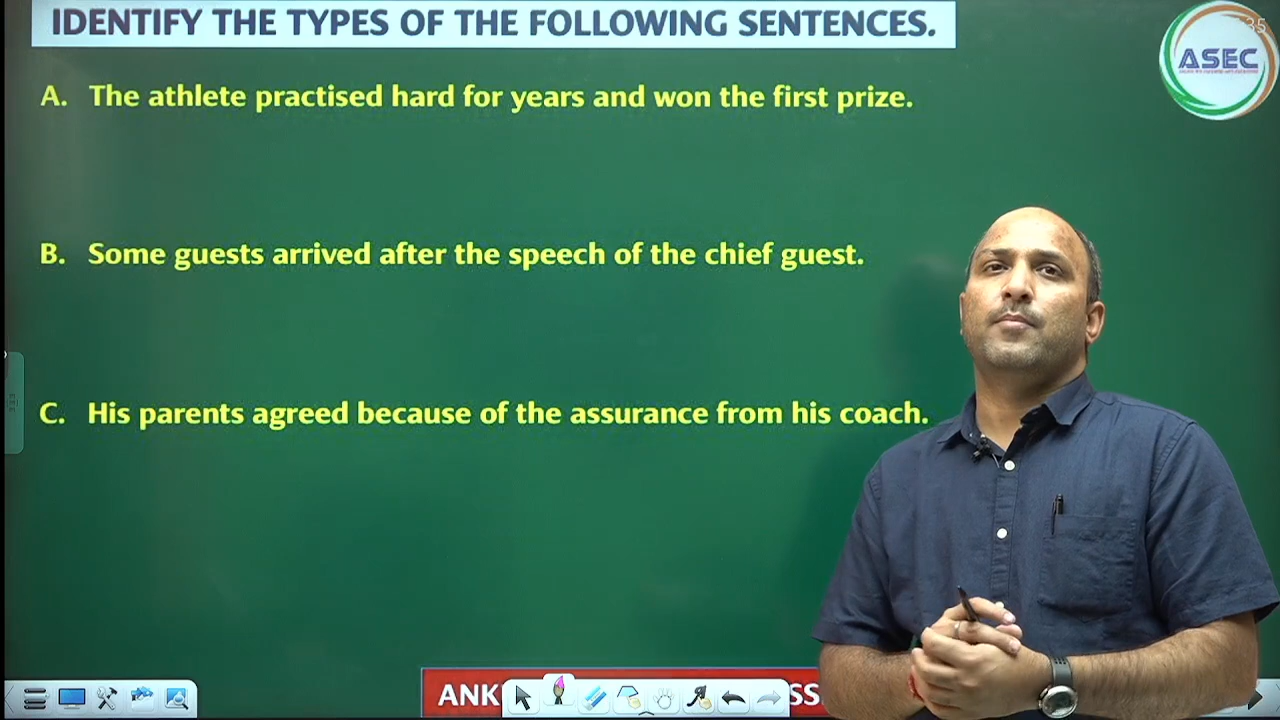 IDENTIFY THE TYPES OF THE FOLLOWING SENTENCES.
35
ASEC
A. The athlete practised hard for years and won the first prize.
B. Some guests arrived after the speech of the chief guest.
C. His parents agreed because of the assurance from his coach.